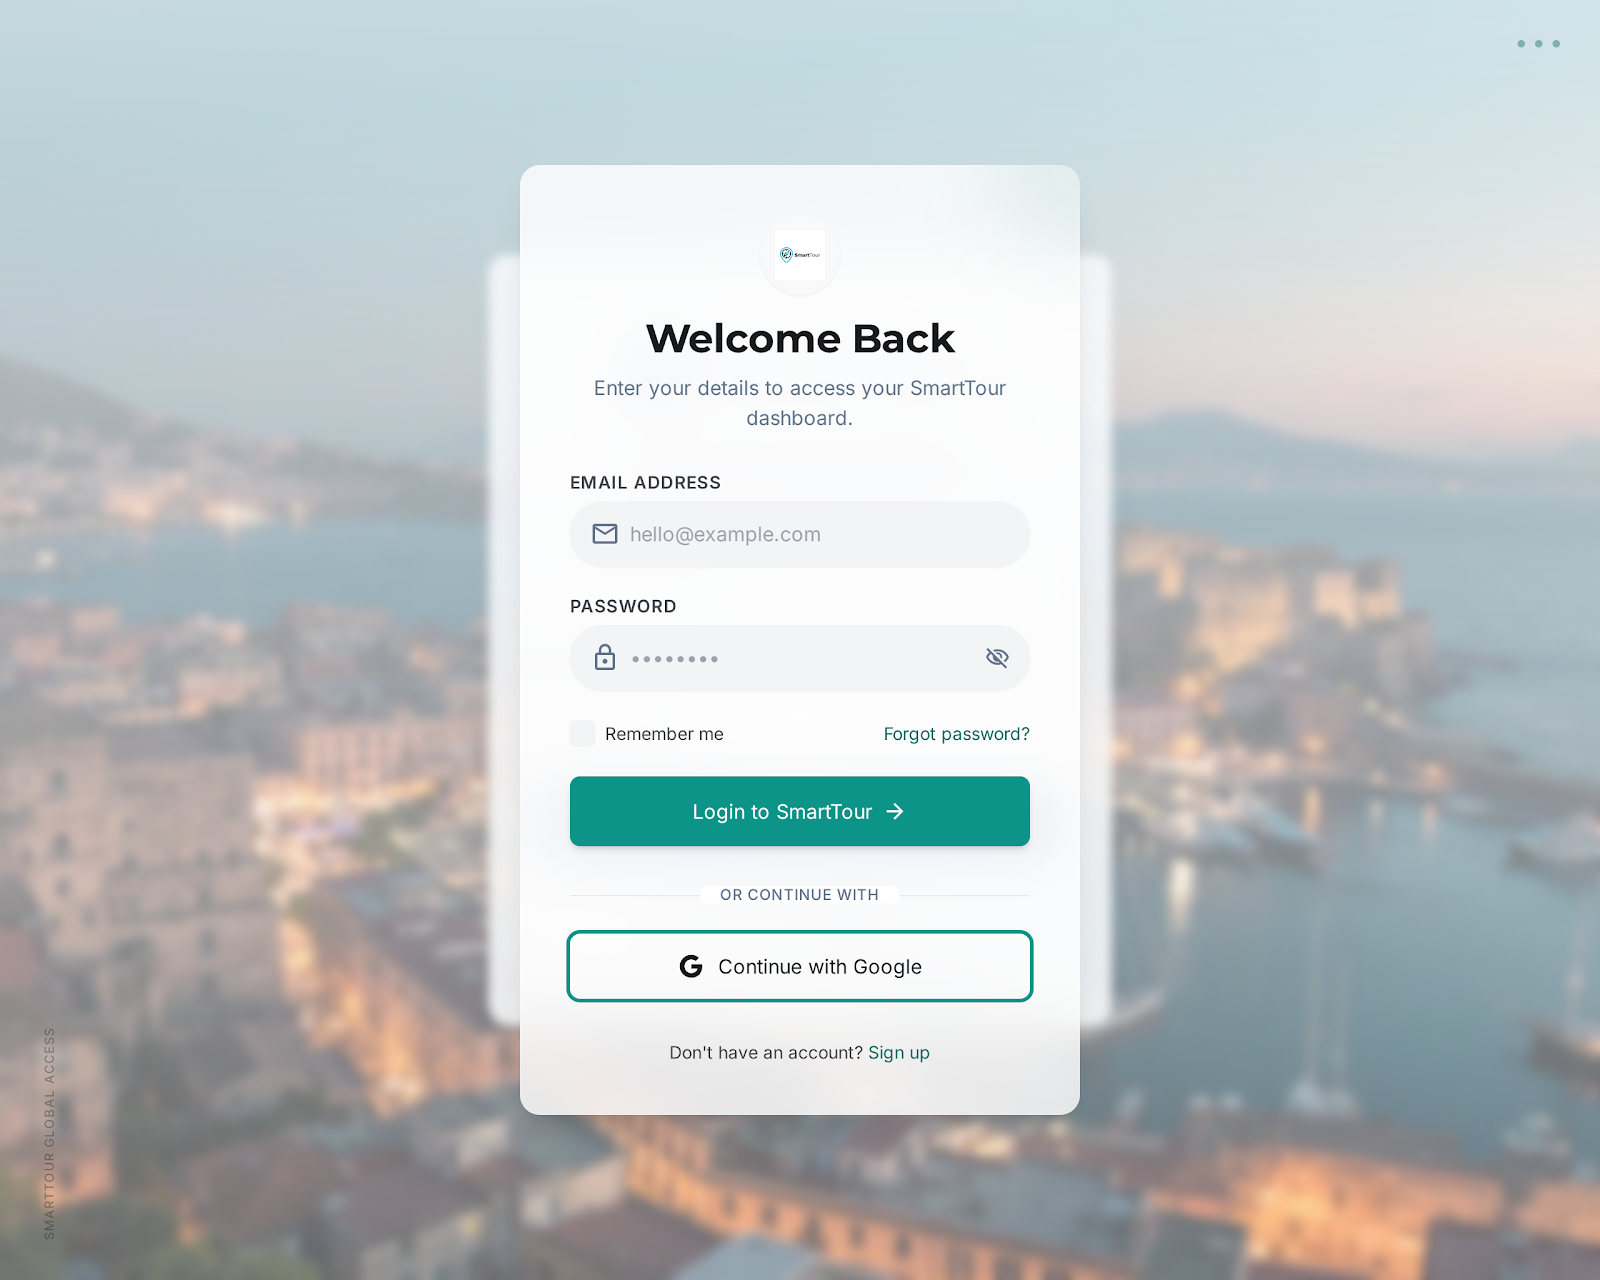 SmartTour
Welcome Back
Enter your details to access your SmartTour
dashboard.
EMAIL ADDRESS
hello@example.com
PASSWORD
Remember me
Forgot password?
Login to SmartTour
OR CONTINUE WITH
Continue with Google
Don't have an account? Sign up
SMARTTOUR GLOBAL ACCESS